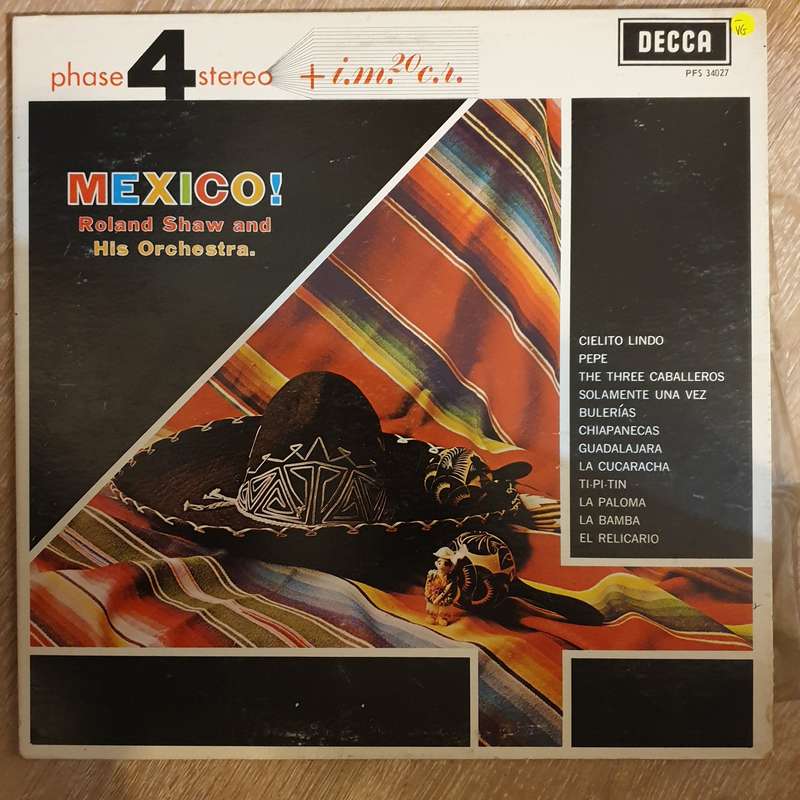 phase 4 stereo + i.m.20 c.r.
DECCA
PFS 34027
VG
MEXICO!
Roland Shaw and
His Orchestra.
CIELITO LINDO
PEPE
THE THREE CABALLEROS
SOLAMENTE UNA VEZ
BULERÍAS
CHIAPANECAS
GUADALAJARA
LA CUCARACHA
TI-PI-TIN
LA PALOMA
LA BAMBA
EL RELICARIO